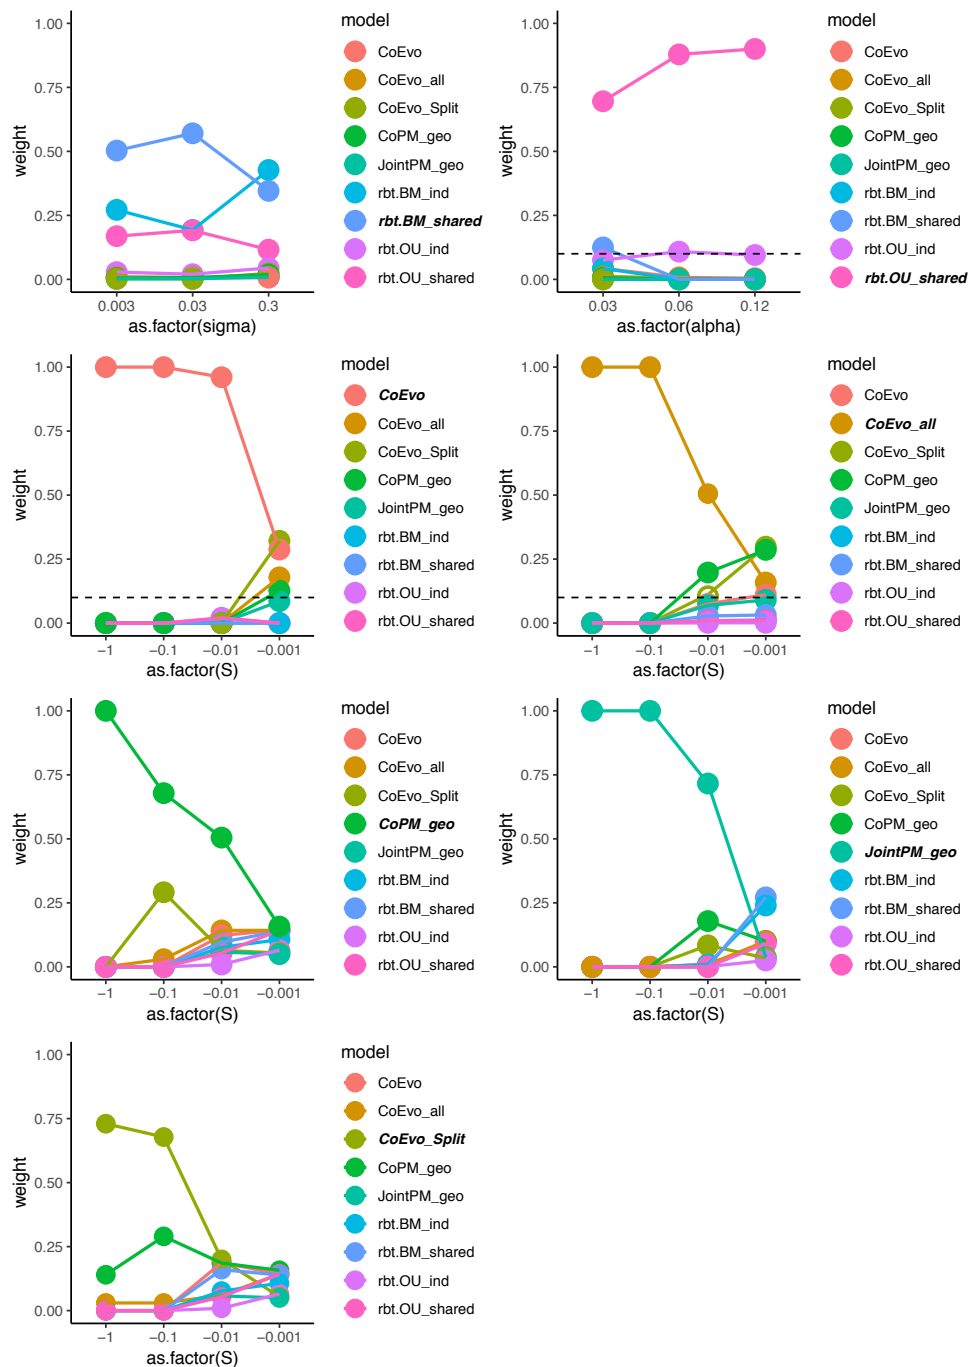 model
1.00
0.75
0.50
0.25
0.00
weight
0.003
0.03
0.3
as.factor(sigma)
CoEvo
CoEvo_all
CoEvo_Split
CoPM_geo
JointPM_geo
rbt.BM_ind
rbt.BM_shared
rbt.OU_ind
rbt.OU_shared
model
1.00
0.75
0.50
0.25
0.00
weight
0.03
0.06
0.12
as.factor(alpha)
CoEvo
CoEvo_all
CoEvo_Split
CoPM_geo
JointPM_geo
rbt.BM_ind
rbt.BM_shared
rbt.OU_ind
rbt.OU_shared
model
1.00
0.75
0.50
0.25
0.00
weight
−1
−0.1
−0.01
−0.001
as.factor(S)
CoEvo
CoEvo_all
CoEvo_Split
CoPM_geo
JointPM_geo
rbt.BM_ind
rbt.BM_shared
rbt.OU_ind
rbt.OU_shared
model
1.00
0.75
0.50
0.25
0.00
weight
−1
−0.1
−0.01
−0.001
as.factor(S)
CoEvo
CoEvo_all
CoEvo_Split
CoPM_geo
JointPM_geo
rbt.BM_ind
rbt.BM_shared
rbt.OU_ind
rbt.OU_shared
model
1.00
0.75
0.50
0.25
0.00
weight
−1
−0.1
−0.01
−0.001
as.factor(S)
CoEvo
CoEvo_all
CoEvo_Split
CoPM_geo
JointPM_geo
rbt.BM_ind
rbt.BM_shared
rbt.OU_ind
rbt.OU_shared
model
1.00
0.75
0.50
0.25
0.00
weight
−1
−0.1
−0.01
−0.001
as.factor(S)
CoEvo
CoEvo_all
CoEvo_Split
CoPM_geo
JointPM_geo
rbt.BM_ind
rbt.BM_shared
rbt.OU_ind
rbt.OU_shared
model
1.00
0.75
0.50
0.25
0.00
weight
−1
−0.1
−0.01
−0.001
as.factor(S)
CoEvo
CoEvo_all
CoEvo_Split
CoPM_geo
JointPM_geo
rbt.BM_ind
rbt.BM_shared
rbt.OU_ind
rbt.OU_shared